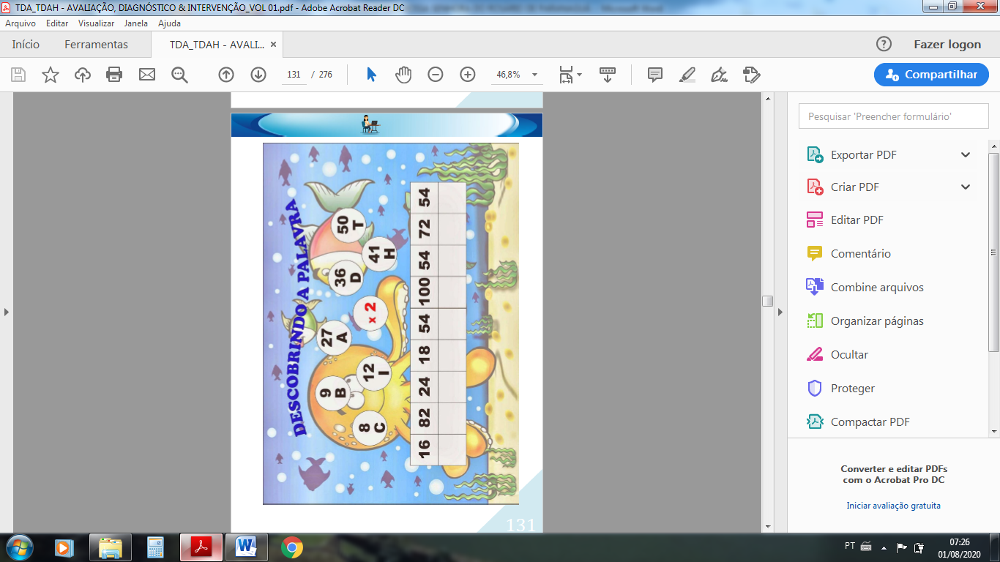 TDA_TDAH - AVALIAÇÃO, DIAGNÓSTICO & INTERVENÇÃO_VOL 01.pdf - Adobe Acrobat Reader DC
Arquivo Editar Visualizar Janela Ajuda
Início Ferramentas TDA_TDAH - AVALI... × Fazer logon
131 / 276 46,8% Compartilhar
Pesquisar 'Preencher formulário'
Exportar PDF
Criar PDF
Editar PDF
Comentário
Combine arquivos
Organizar páginas
Ocultar
Proteger
Compactar PDF
Converter e editar PDFs
com o Acrobat Pro DC
Iniciar avaliação gratuita
DESCOBRINDO A PALAVRA
8 C
9 B
12 I
27 A
x 2
36 D
41 H
50 T
16 82 24 18 54 100 54 72 54
131
PT 07:26
01/08/2020